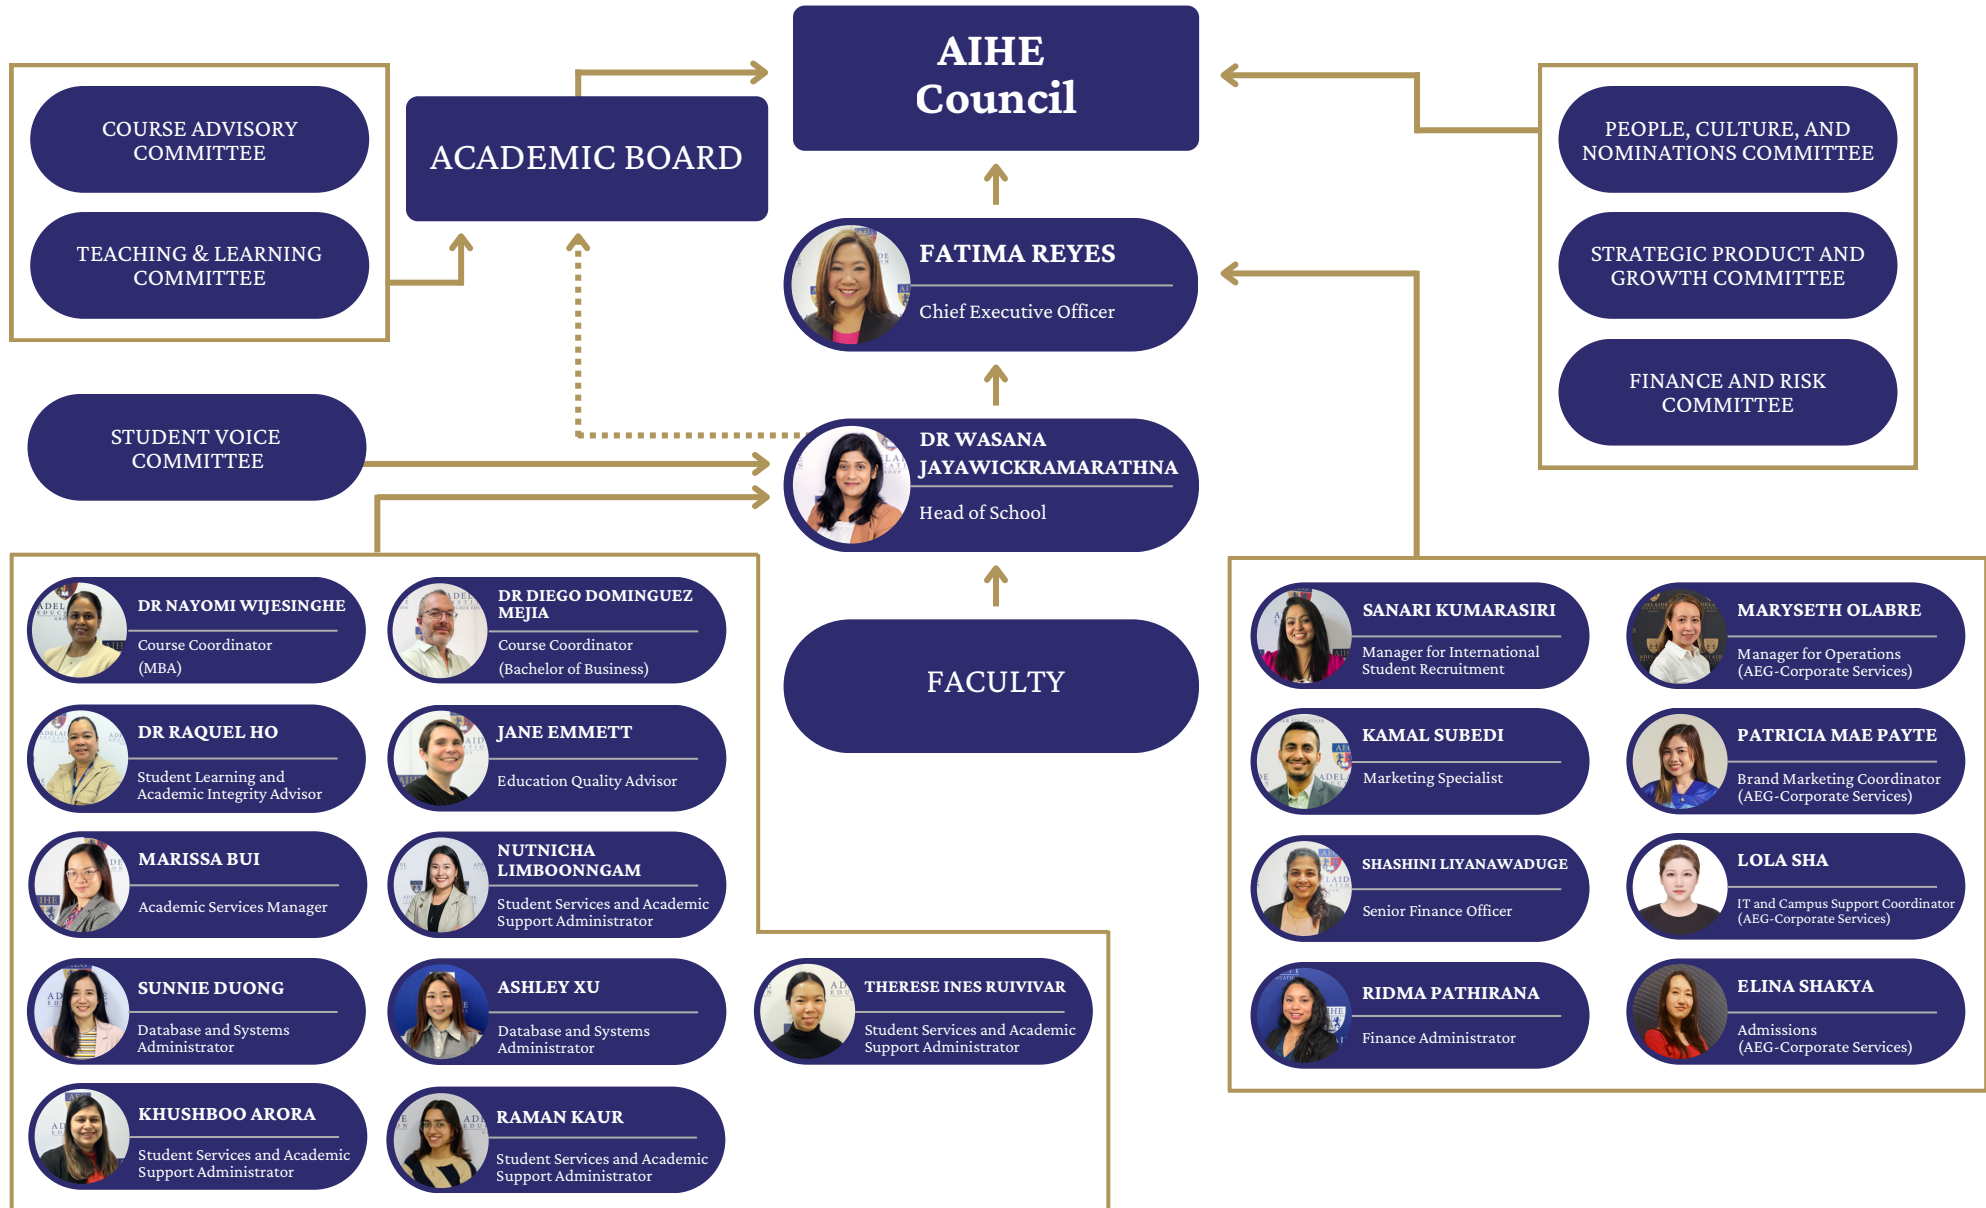 AIHE
Council
COURSE ADVISORY
COMMITTEE
TEACHING & LEARNING
COMMITTEE
ACADEMIC BOARD
PEOPLE, CULTURE, AND
NOMINATIONS COMMITTEE
STRATEGIC PRODUCT AND
GROWTH COMMITTEE
FINANCE AND RISK
COMMITTEE
FATIMA REYES
Chief Executive Officer
STUDENT VOICE
COMMITTEE
DR WASANA
JAYAWICKRAMARATHNA
Head of School
FACULTY
DR NAYOMI WIJESINGHE
Course Coordinator
(MBA)
DR DIEGO DOMINGUEZ
MEJIA
Course Coordinator
(Bachelor of Business)
DR RAQUEL HO
Student Learning and
Academic Integrity Advisor
JANE EMMETT
Education Quality Advisor
MARISSA BUI
Academic Services Manager
NUTNICHA
LIMBOONNGAM
Student Services and Academic
Support Administrator
SUNNIE DUONG
Database and Systems
Administrator
ASHLEY XU
Database and Systems
Administrator
THERESE INES RUIVIVAR
Student Services and Academic
Support Administrator
KHUSHBOO ARORA
Student Services and Academic
Support Administrator
RAMAN KAUR
Student Services and Academic
Support Administrator
SANARI KUMARASIRI
Manager for International
Student Recruitment
MARYSETH OLABRE
Manager for Operations
(AEG-Corporate Services)
KAMAL SUBEDI
Marketing Specialist
PATRICIA MAE PAYTE
Brand Marketing Coordinator
(AEG-Corporate Services)
SHASHINI LIYANAWADUGE
Senior Finance Officer
LOLA SHA
IT and Campus Support Coordinator
(AEG-Corporate Services)
RIDMA PATHIRANA
Finance Administrator
ELINA SHAKYA
Admissions
(AEG-Corporate Services)